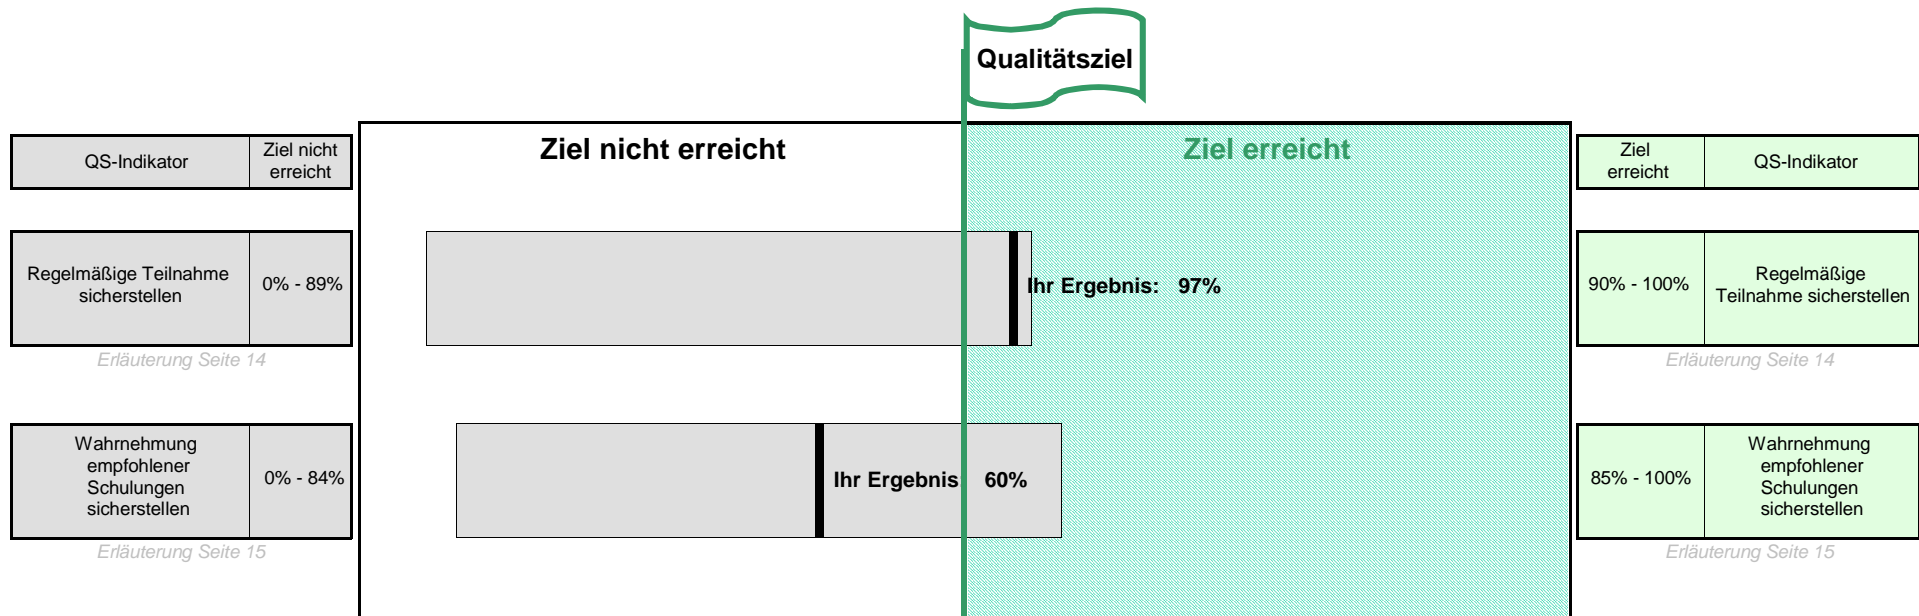 Qualitätsziel
Ziel nicht erreicht
Ziel erreicht
QS-Indikator
Ziel nicht
erreicht
Ziel
erreicht
QS-Indikator
Regelmäßige Teilnahme
sicherstellen
0% - 89%
Ihr Ergebnis: 97%
90% - 100%
Regelmäßige
Teilnahme sicherstellen
Erläuterung Seite 14
Erläuterung Seite 14
Wahrnehmung
empfohlener
Schulungen
sicherstellen
0% - 84%
Ihr Ergebnis: 60%
85% - 100%
Wahrnehmung
empfohlener
Schulungen
sicherstellen
Erläuterung Seite 15
Erläuterung Seite 15